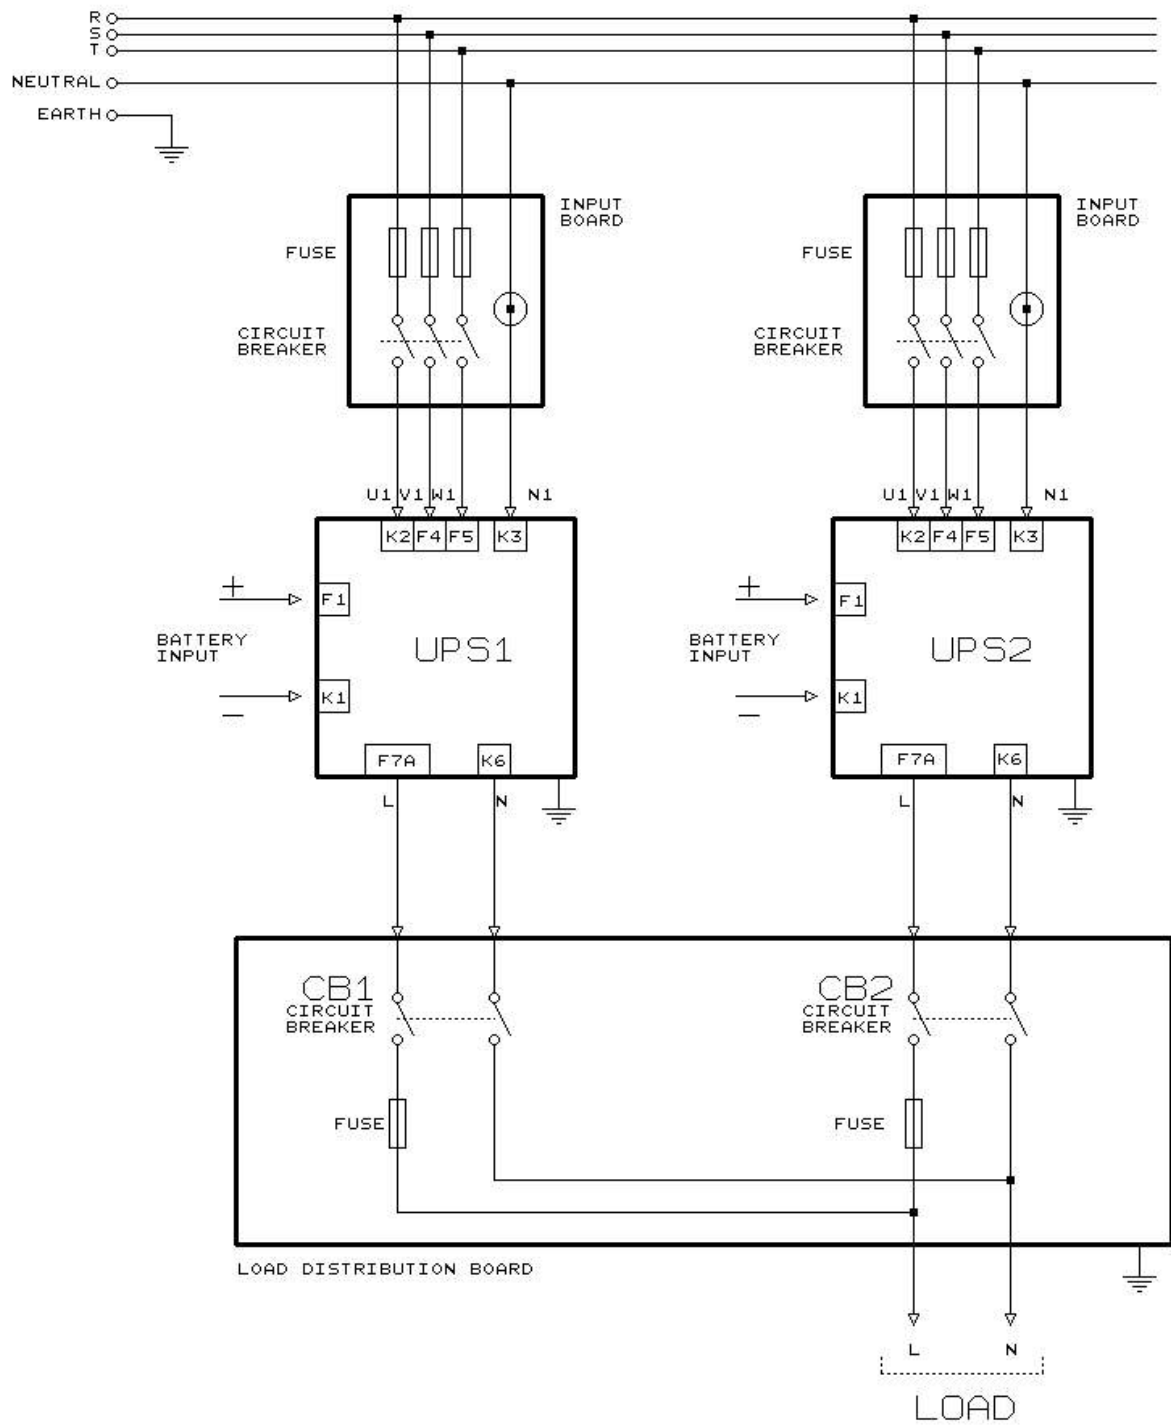 R
S
T
NEUTRAL
EARTH
INPUT
BOARD
INPUT
BOARD
FUSE
FUSE
CIRCUIT
BREAKER
CIRCUIT
BREAKER
U1 V1 W1 N1
U1 V1 W1 N1
K2 F4 F5 K3
K2 F4 F5 K3
+
F1
+
F1
BATTERY
INPUT
UPS1
BATTERY
INPUT
UPS2
K1
−
K1
−
F7A K6
F7A K6
L N
L N
CB1
CIRCUIT
BREAKER
CB2
CIRCUIT
BREAKER
FUSE
FUSE
LOAD DISTRIBUTION BOARD
L N
LOAD